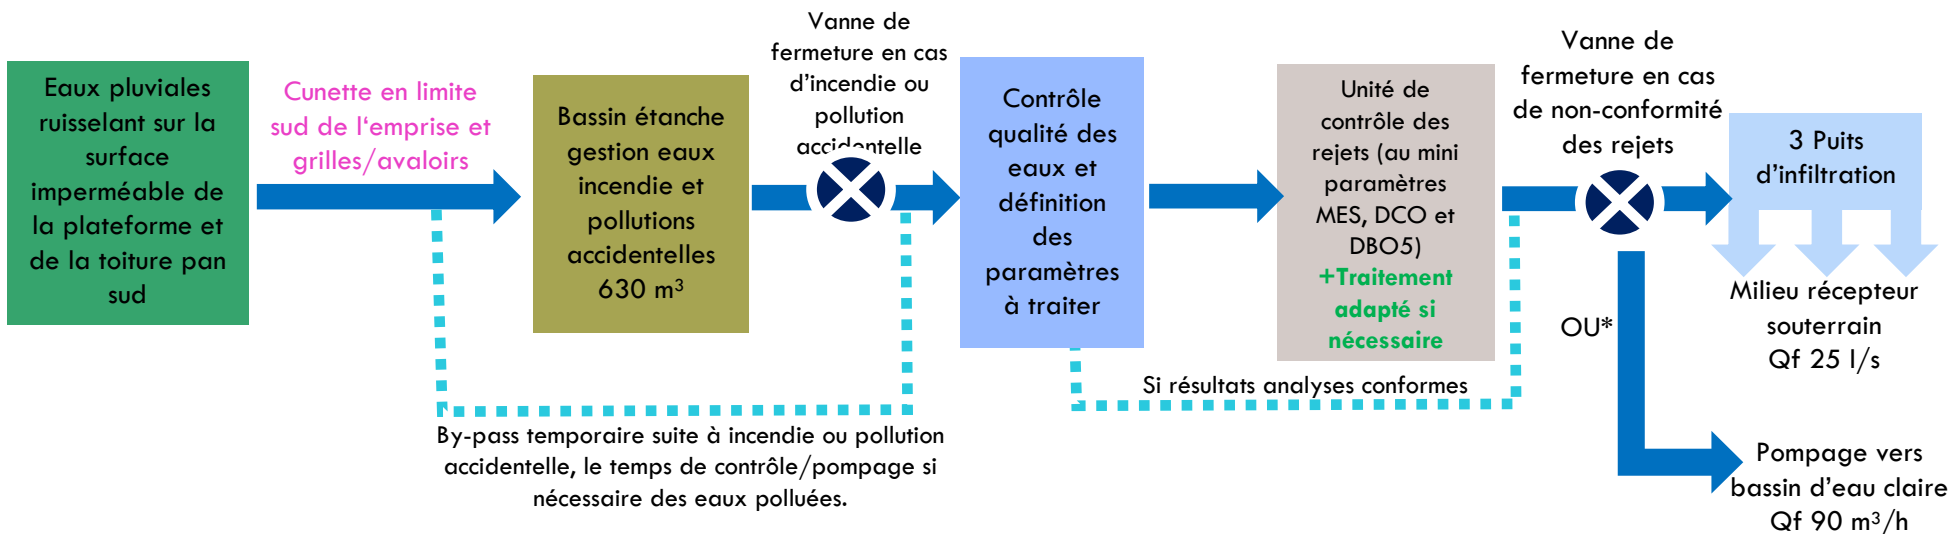 Eaux pluviales
ruisselant sur la
surface
imperméable de
la plateforme et
de la toiture pan
sud
Cunette en limite
sud de l‘emprise et
grilles/avaloirs
Bassin étanche
gestion eaux
incendie et
pollutions
accidentelles
630 m³
Vanne de
fermeture en cas
d’incendie ou
pollution
accidentelle
Contrôle
qualité des
eaux et
définition
des
paramètres
à traiter
Unité de
contrôle des
rejets (au mini
paramètres
MES, DCO et
DBO5)
+Traitement
adapté si
nécessaire
Vanne de
fermeture en cas
de non-conformité
des rejets
3 Puits
d’infiltration
Milieu récepteur
souterrain
Qf 25 l/s
OU*
Si résultats analyses conformes
By-pass temporaire suite à incendie ou pollution
accidentelle, le temps de contrôle/pompage si
nécessaire des eaux polluées.
Pompage vers
bassin d’eau claire
Qf 90 m³/h